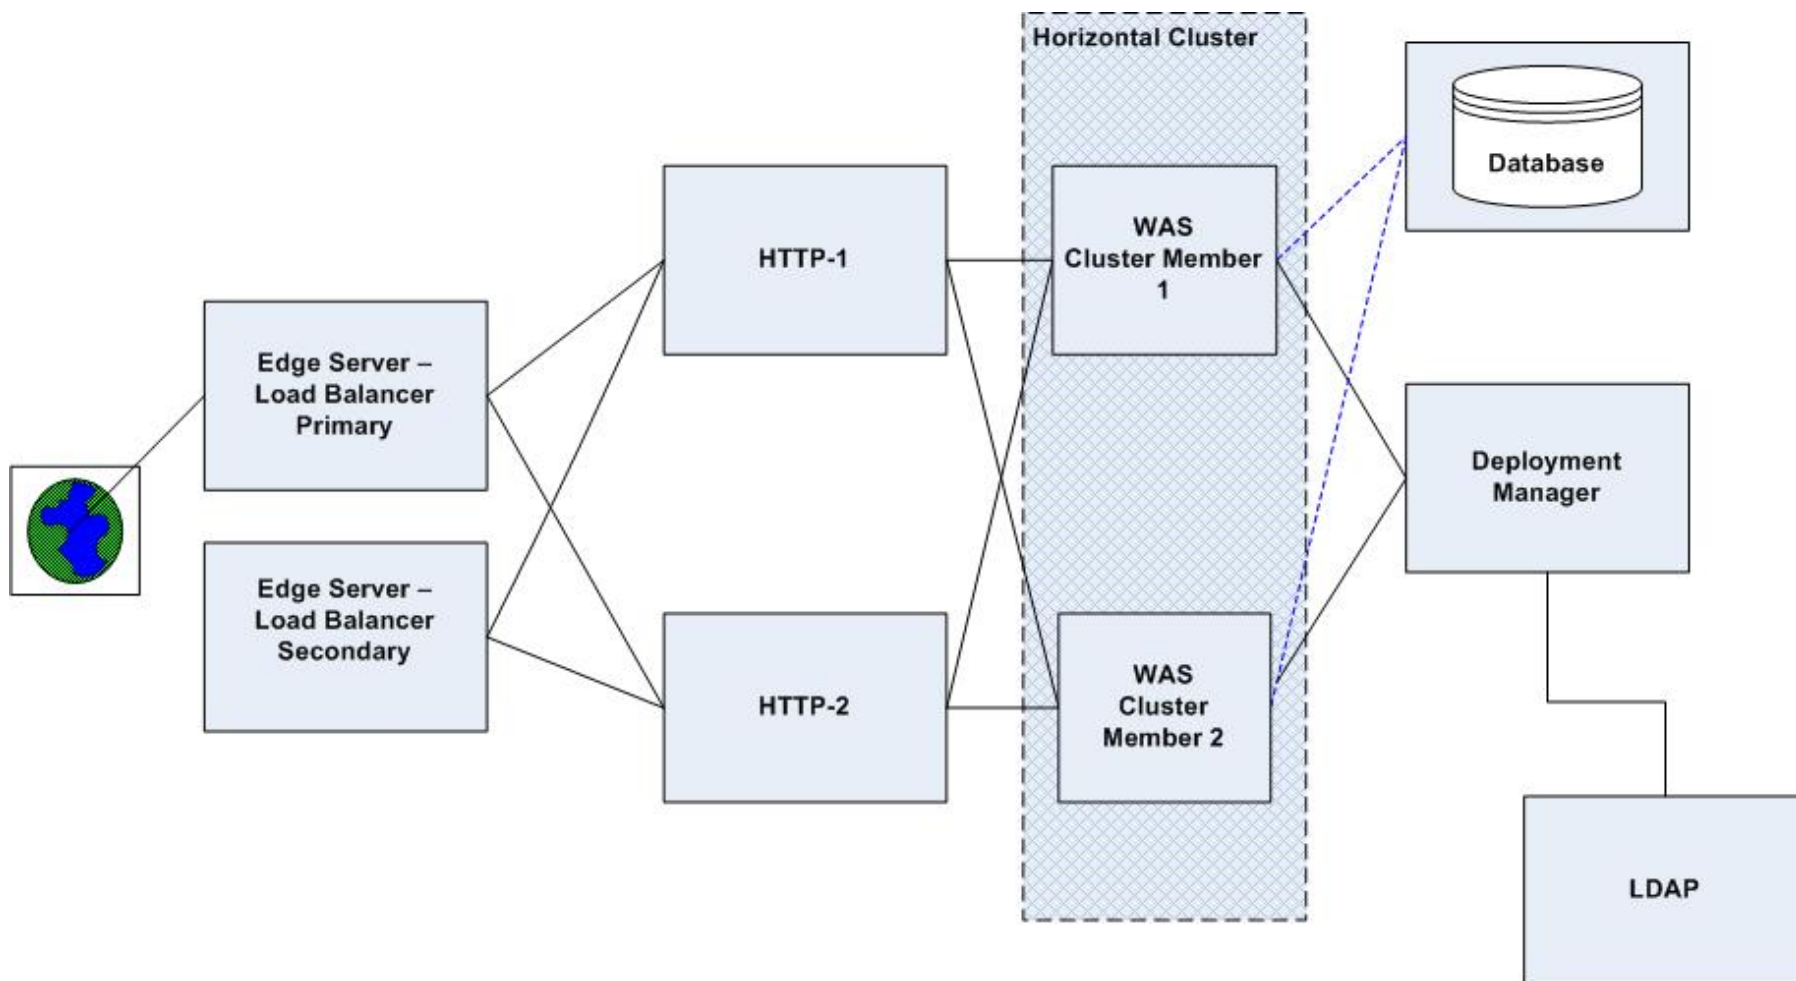 Horizontal Cluster
Database
HTTP-1
WAS
Cluster Member
1
Edge Server –
Load Balancer
Primary
Deployment
Manager
Edge Server –
Load Balancer
Secondary
HTTP-2
WAS
Cluster
Member 2
LDAP